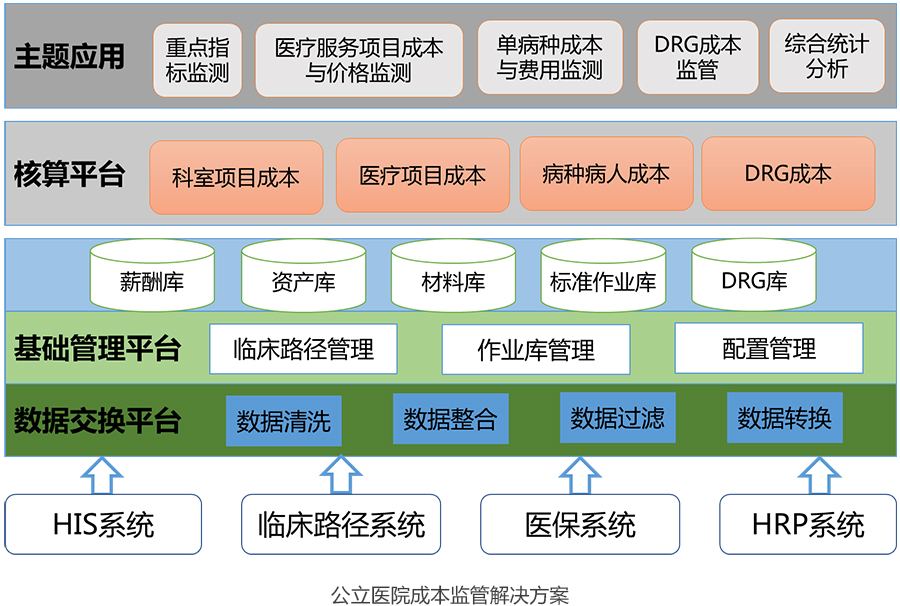 主题应用
重点指
标监测
医疗服务项目成本
与价格监测
单病种成本
与费用监测
DRG成本
监管
综合统计
分析
核算平台
科室项目成本
医疗项目成本
病种病人成本
DRG成本
薪酬库
资产库
材料库
标准作业库
DRG库
基础管理平台
临床路径管理
作业库管理
配置管理
数据交换平台
数据清洗
数据整合
数据过滤
数据转换
HIS系统
临床路径系统
医保系统
HRP系统
公立医院成本监管解决方案